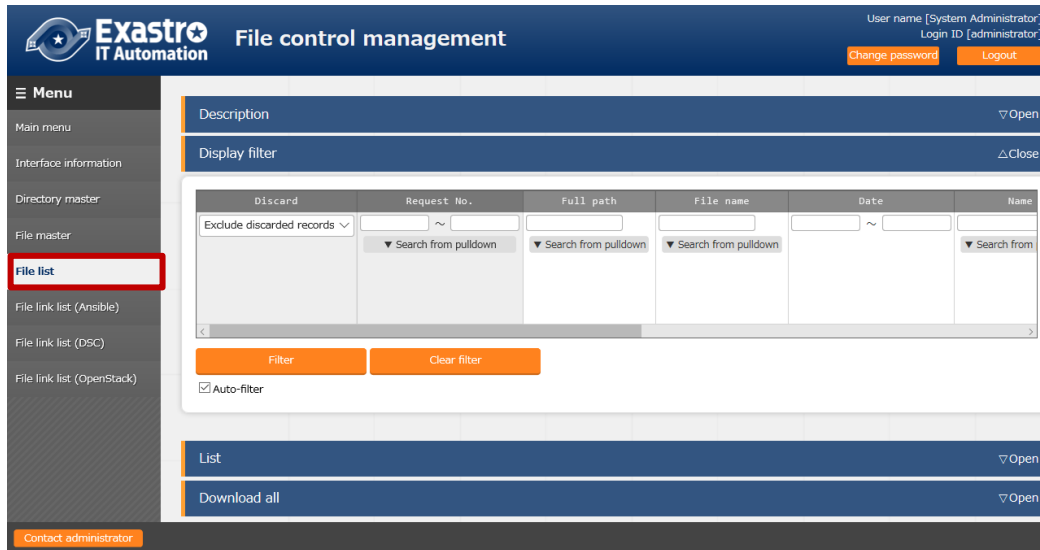 Exastro
IT Automation
File control management
User name [System Administrator]
Login ID [administrator]
Change password
Logout
Menu
Main menu
Interface information
Directory master
File master
File list
File link list (Ansible)
File link list (DSC)
File link list (OpenStack)
Contact administrator
Description
▽Open
Display filter
△Close
Discard
Request No.
Full path
File name
Date
Name
Exclude discarded records
～
～
▼ Search from pulldown
▼ Search from pulldown
▼ Search from pulldown
▼ Search from
Filter
Clear filter
Auto-filter
List
▽Open
Download all
▽Open